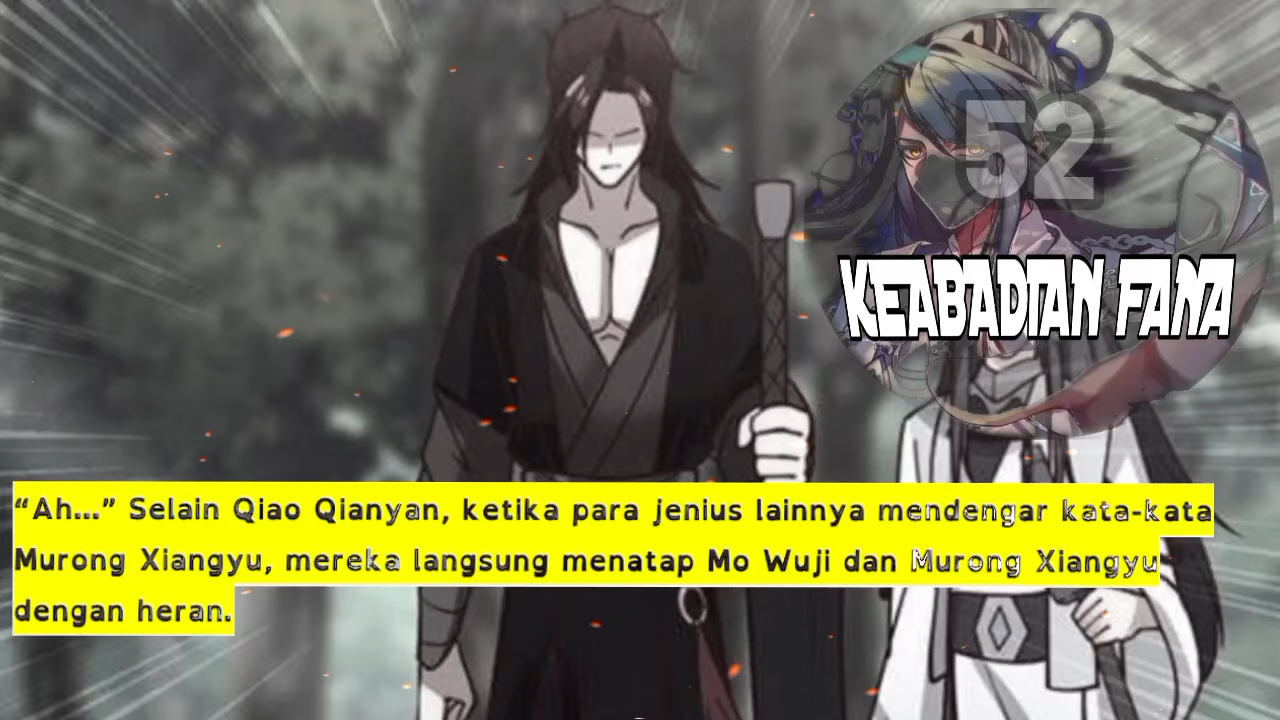 52
KEABADIAN FANA
“Ah...” Selain Qiao Qianyan, ketika para jenius lainnya mendengar kata-kata
Murong Xiangyu, mereka langsung menatap Mo Wuji dan Murong Xiangyu
dengan heran.